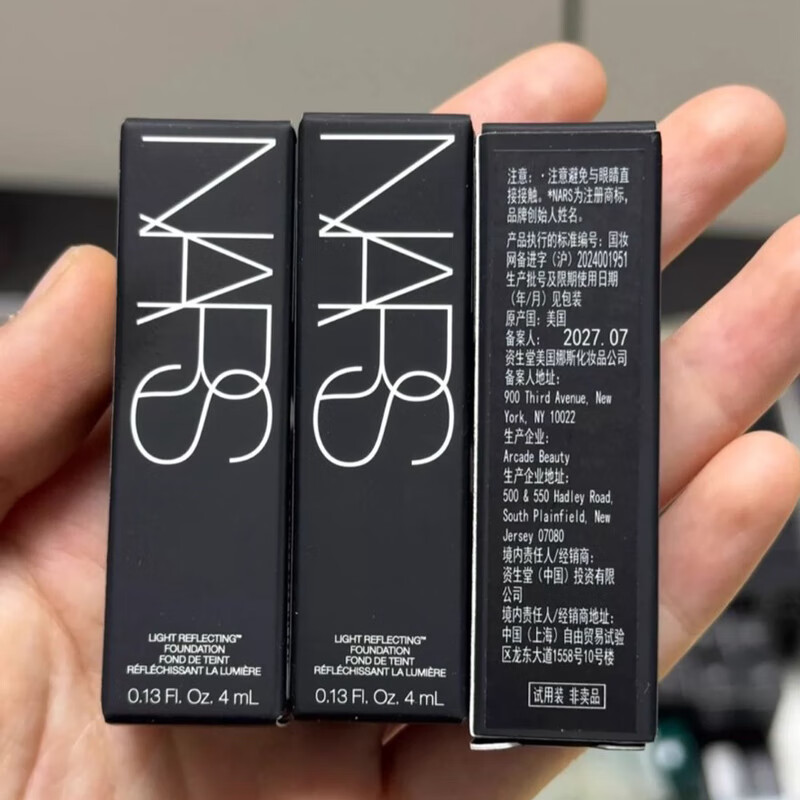 NARS
LIGHT REFLECTING™
FOUNDATION
FOND DE TEINT
RÉFLÉCHISSANT LA LUMIÈRE
0.13 Fl. Oz. 4 mL
NARS
LIGHT REFLECTING™
FOUNDATION
FOND DE TEINT
RÉFLÉCHISSANT LA LUMIÈRE
0.13 Fl. Oz. 4 mL
注意：·注意避免与眼睛直
接接触。*NARS为注册商标，
品牌创始人姓名。
产品执行的标准编号：国妆
网备进字（沪）2024001951
生产批号及限期使用日期
（年/月）见包装
原产国：美国
备案人： 2027.07
资生堂美国娜斯化妆品公司
备案人地址：
900 Third Avenue, New
York, NY 10022
生产企业：
Arcade Beauty
生产企业地址：
500 & 550 Hadley Road,
South Plainfield, New
Jersey 07080
境内责任人/经销商：
资生堂（中国）投资有限
公司
境内责任人/经销商地址：
中国（上海）自由贸易试验
区龙东大道1558号10号楼
试用装 非卖品